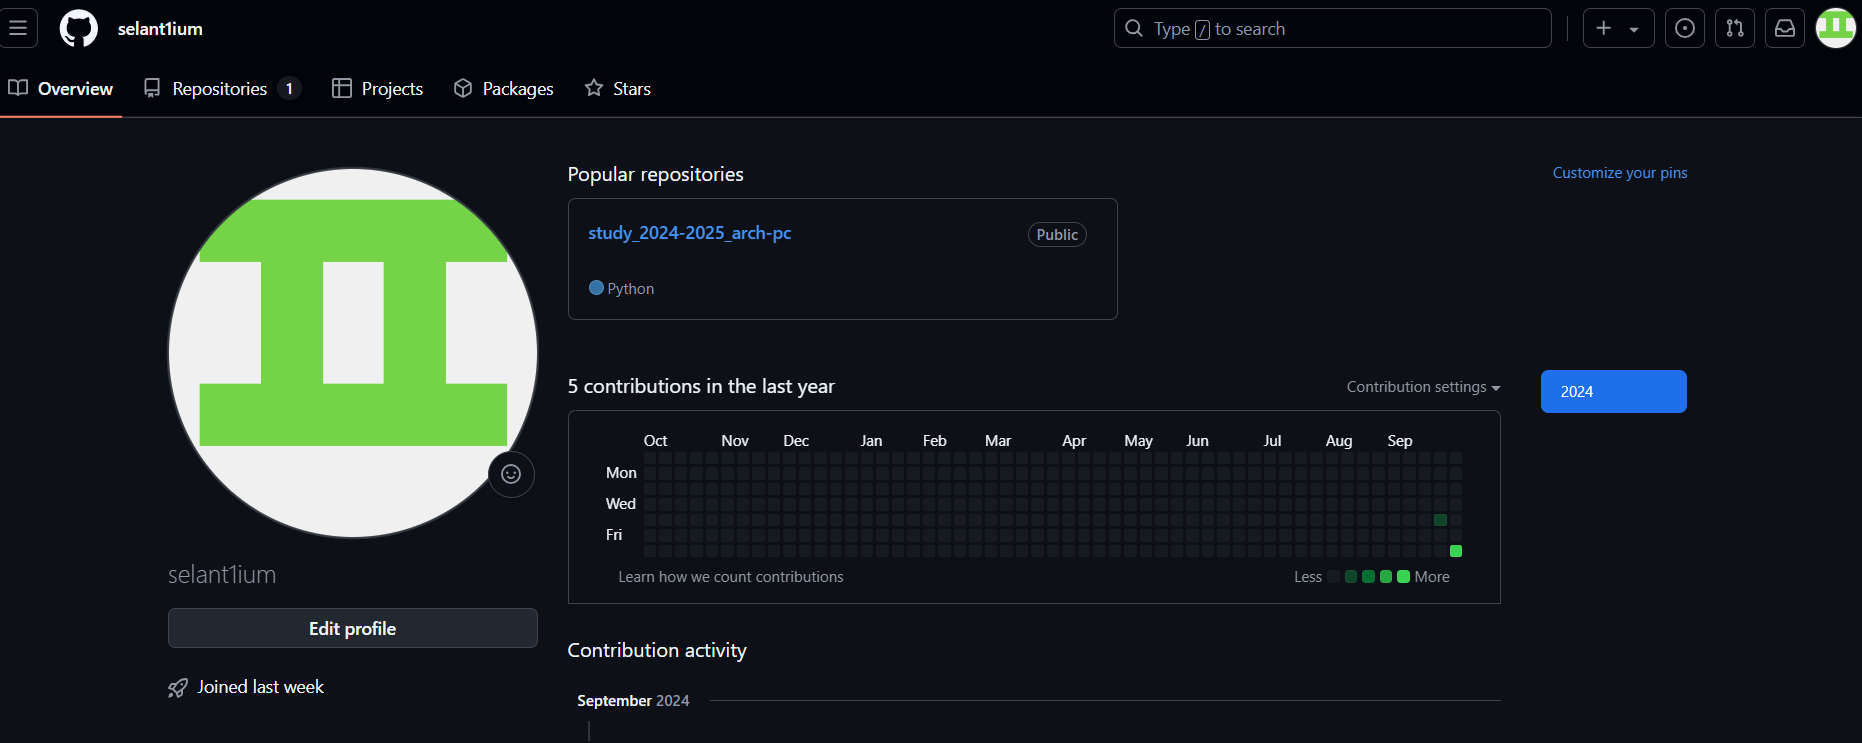 selant1ium
Type / to search
Overview
Repositories 1
Projects
Packages
Stars
Popular repositories
Customize your pins
study_2024-2025_arch-pc
Public
Python
5 contributions in the last year
Contribution settings
2024
Oct Nov Dec Jan Feb Mar Apr May Jun Jul Aug Sep
Mon
Wed
Fri
Learn how we count contributions
Less
More
selant1ium
Edit profile
Joined last week
Contribution activity
September 2024